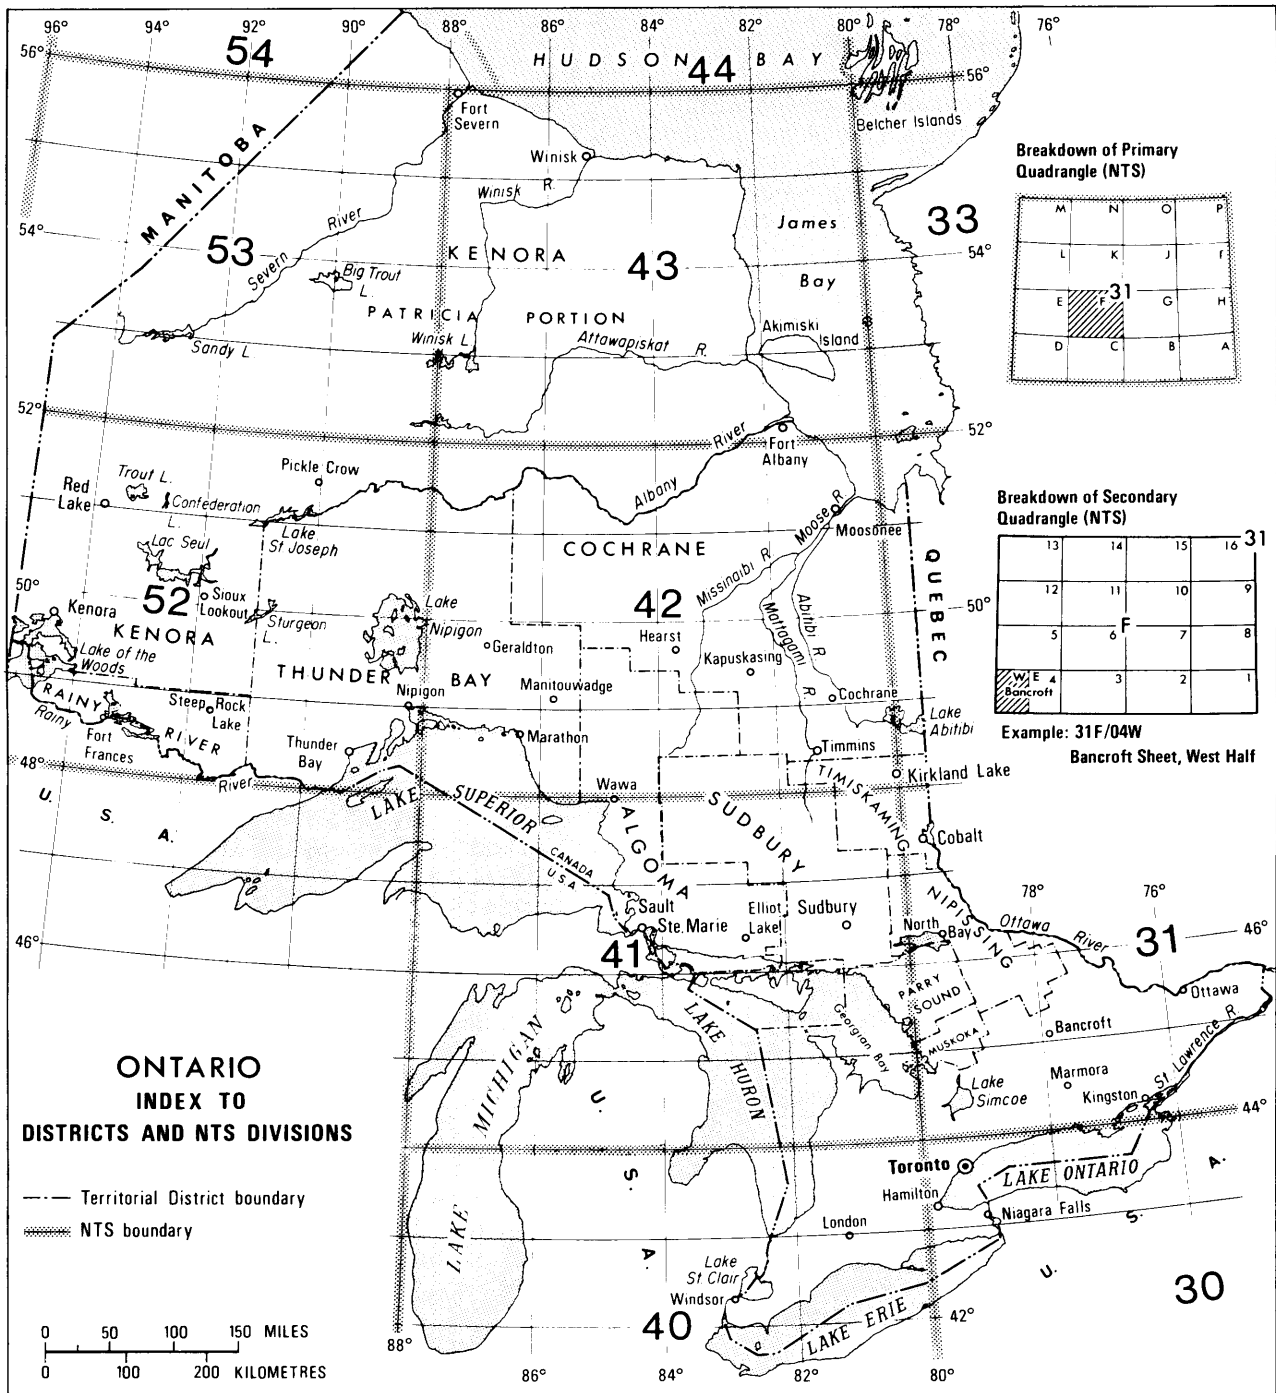 96°
94°
92°
90°
88°
86°
84°
82°
80°
78°
76°
54
44
HUDSON BAY
56°
56°
Belcher Islands
Fort
Severn
MANITOBA
Winisk
Winisk R.
James
Bay
33
54°
54°
53
Severn River
KENORA
43
Big Trout
L.
PATRICIA PORTION
Winisk L.
Attawapiskat R.
Akimiski
Island
Sandy L.
52°
52°
River
Fort
Albany
Albany
Pickle Crow
Trout L.
Red
Lake
Confederation
L.
Lake
St Joseph
Lac Seul
Moose R.
Moosonee
COCHRANE
Missinaibi R.
QUEBEC
50°
50°
52
Sioux
Lookout
Sturgeon
L.
Lake
Nipigon
42
Mattagami R.
Abitibi R.
Kenora
KENORA
Lake of the
Woods
Hearst
Geraldton
Kapuskasing
THUNDER BAY
Nipigon
Manitouwadge
Cochrane
Lake
Abitibi
RAINY RIVER
Steep Rock
Lake
Rainy
River
Fort
Frances
Thunder
Bay
Marathon
Timmins
48°
Kirkland Lake
TIMISKAMING
Wawa
U. S. A.
LAKE SUPERIOR
CANADA
USA
ALGOMA
SUDBURY
Cobalt
78°
76°
NIPISSING
Sault
Ste. Marie
Elliot
Lake
Sudbury
North
Bay
Ottawa River
46°
46°
41
31
PARRY
SOUND
Ottawa
MUSKOKA
Bancroft
Georgian Bay
LAKE HURON
LAKE MICHIGAN
U. S. A.
Lake
Simcoe
Marmora
Kingston
St Lawrence R
44°
Toronto
LAKE ONTARIO
Hamilton
Niagara Falls
London
U. S. A.
Lake
St Clair
Windsor
30
40
LAKE ERIE
42°
88°
86°
84°
82°
80°
Breakdown of Primary
Quadrangle (NTS)
M N O P
L K J I
31
E F G H
D C B A
Breakdown of Secondary
Quadrangle (NTS)
31
13 14 15 16
12 11 10 9
5 6 F 7 8
W E 4 3 2 1
Bancroft
Example: 31F/04W
Bancroft Sheet, West Half
ONTARIO
INDEX TO
DISTRICTS AND NTS DIVISIONS
Territorial District boundary
NTS boundary
0 50 100 150 MILES
0 100 200 KILOMETRES